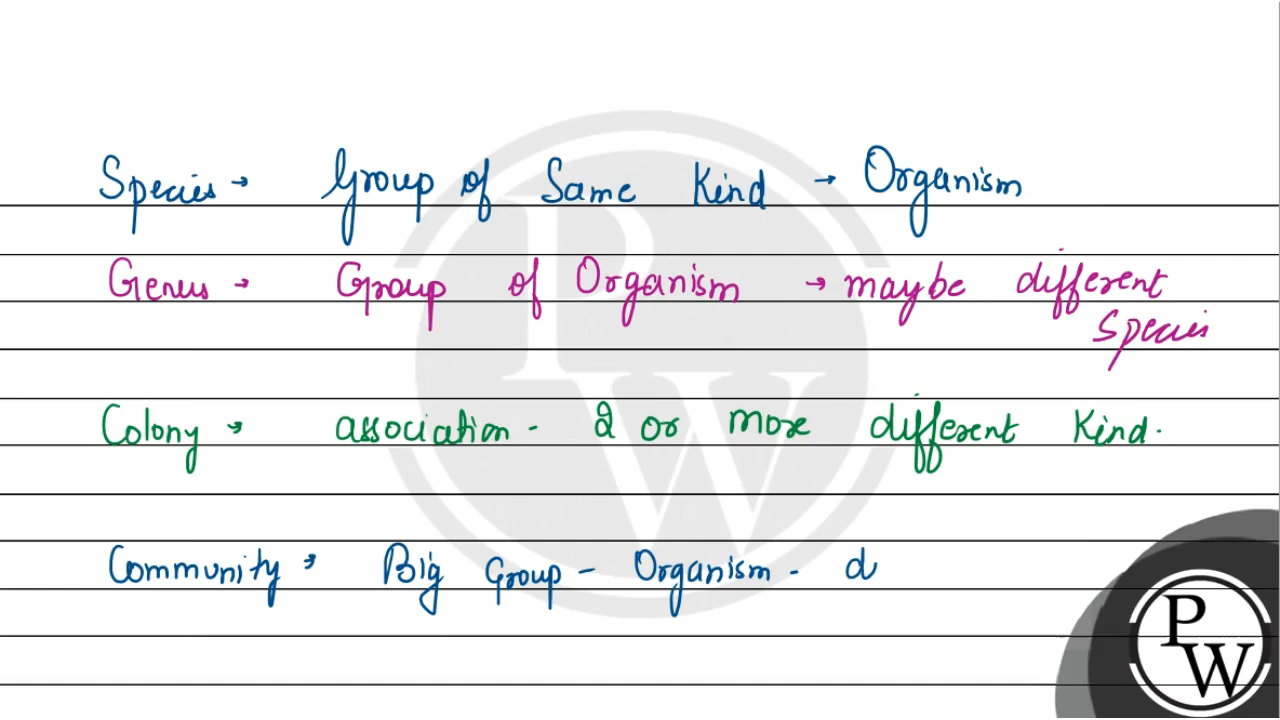 Species → Group of Same Kind → Organism
Genus → Group of Organism → maybe different
Species
Colony → association - 2 or more different Kind.
Community → Big Group - Organism - d
PW
PW